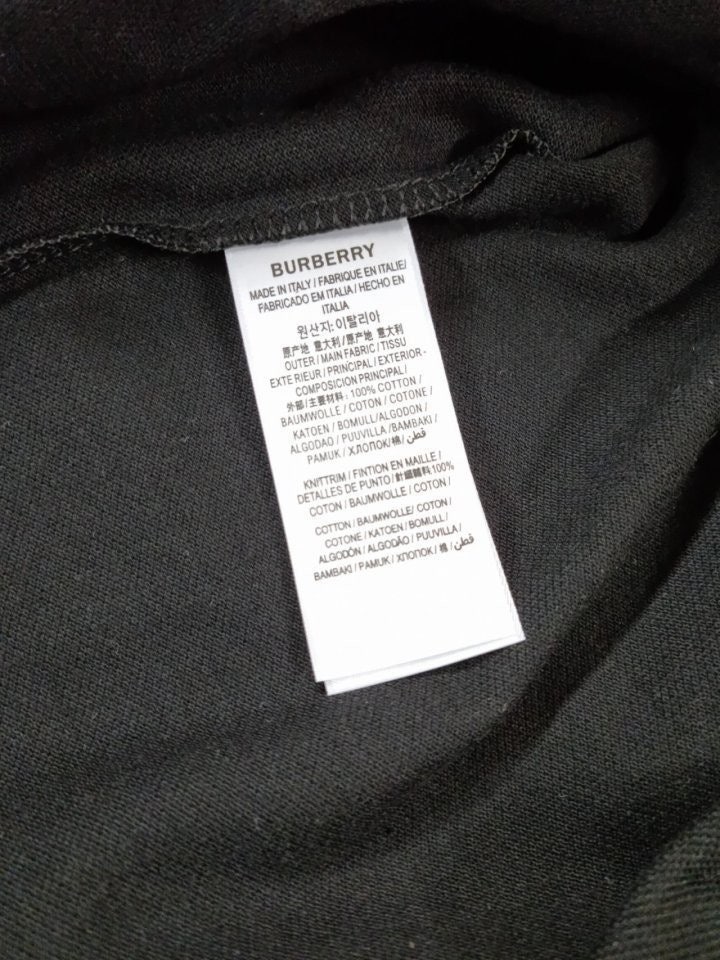 BURBERRY
MADE IN ITALY / FABRIQUE EN ITALIE/
FABRICADO EM ITALIA / HECHO EN
ITALIA
원산지: 이탈리아
原产地 意大利 / 原产地 意大利
OUTER / MAIN FABRIC / TISSU
EXTE RIEUR / PRINCIPAL / EXTERIOR -
COMPOSICION PRINCIPAL /
外部 / 主要材料 : 100% COTTON /
BAUMWOLLE / COTON / COTONE /
KATOEN / BOMULL / ALGODON /
ALGODAO / PUUVILLA / BAMBAKI /
PAMUK / ХЛОПОК / 棉 / قطن
KNITTRIM / FINTION EN MAILLE /
DETALLES DE PUNTO / 針織 100%
COTON / BAUMWOLLE / COTON /
COTTON / BAUMWOLLE/ COTON /
COTONE / KATOEN / BOMULL /
ALGODÓN / ALGODÃO / PUUVILLA /
BAMBAKI / PAMUK / ХЛОПОК / 棉 / قطن